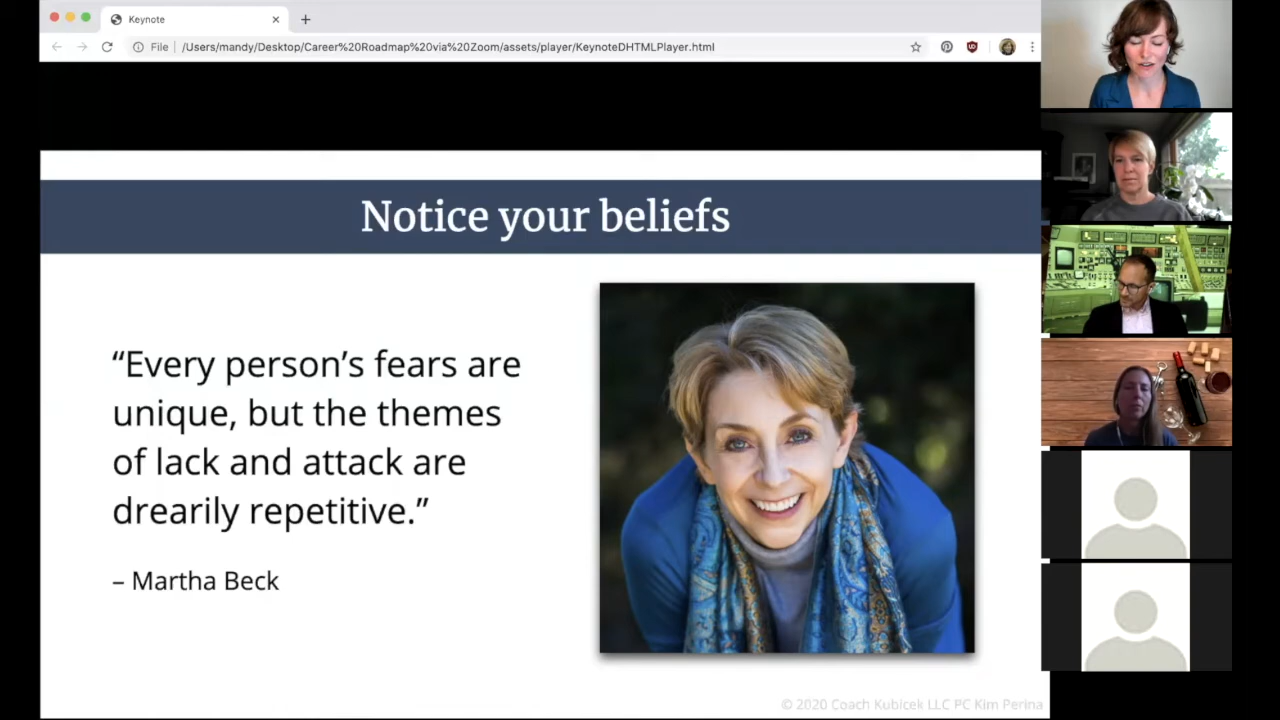 Keynote
File
/Users/mandy/Desktop/Career%20Roadmap%20via%20Zoom/assets/player/KeynoteDHTMLPlayer.html
Notice your beliefs
“Every person’s fears are
unique, but the themes
of lack and attack are
drearily repetitive.”
– Martha Beck
© 2020 Coach Kubicek LLC PC Kim Perina